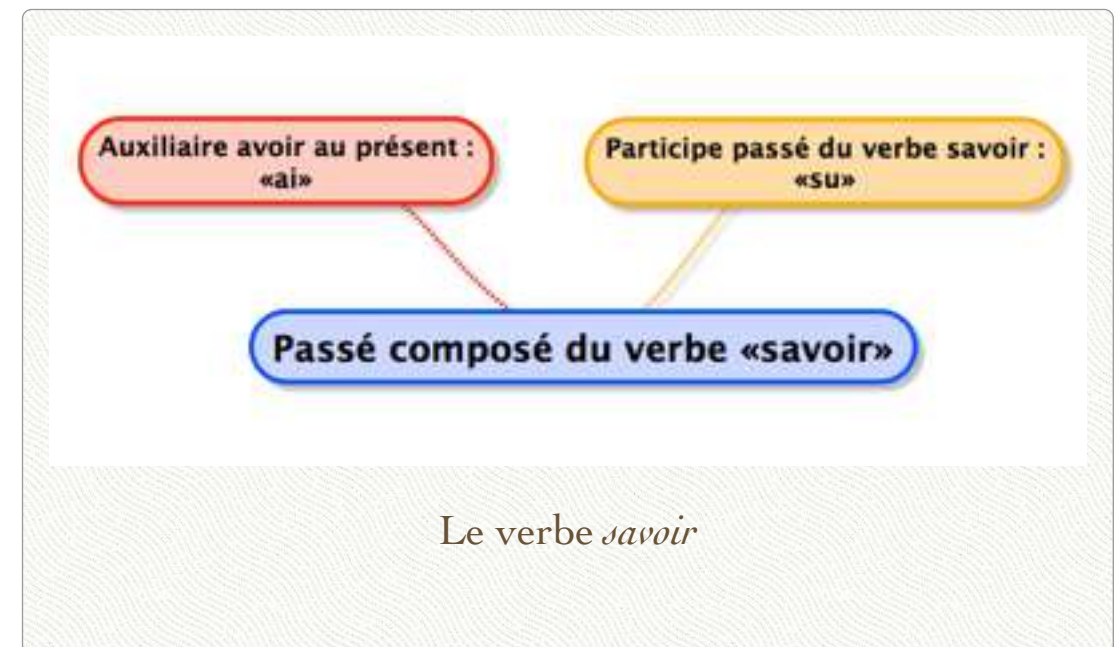 Auxiliaire avoir au présent :
«ai»
Participe passé du verbe savoir :
«su»
Passé composé du verbe «savoir»
Le verbe savoir